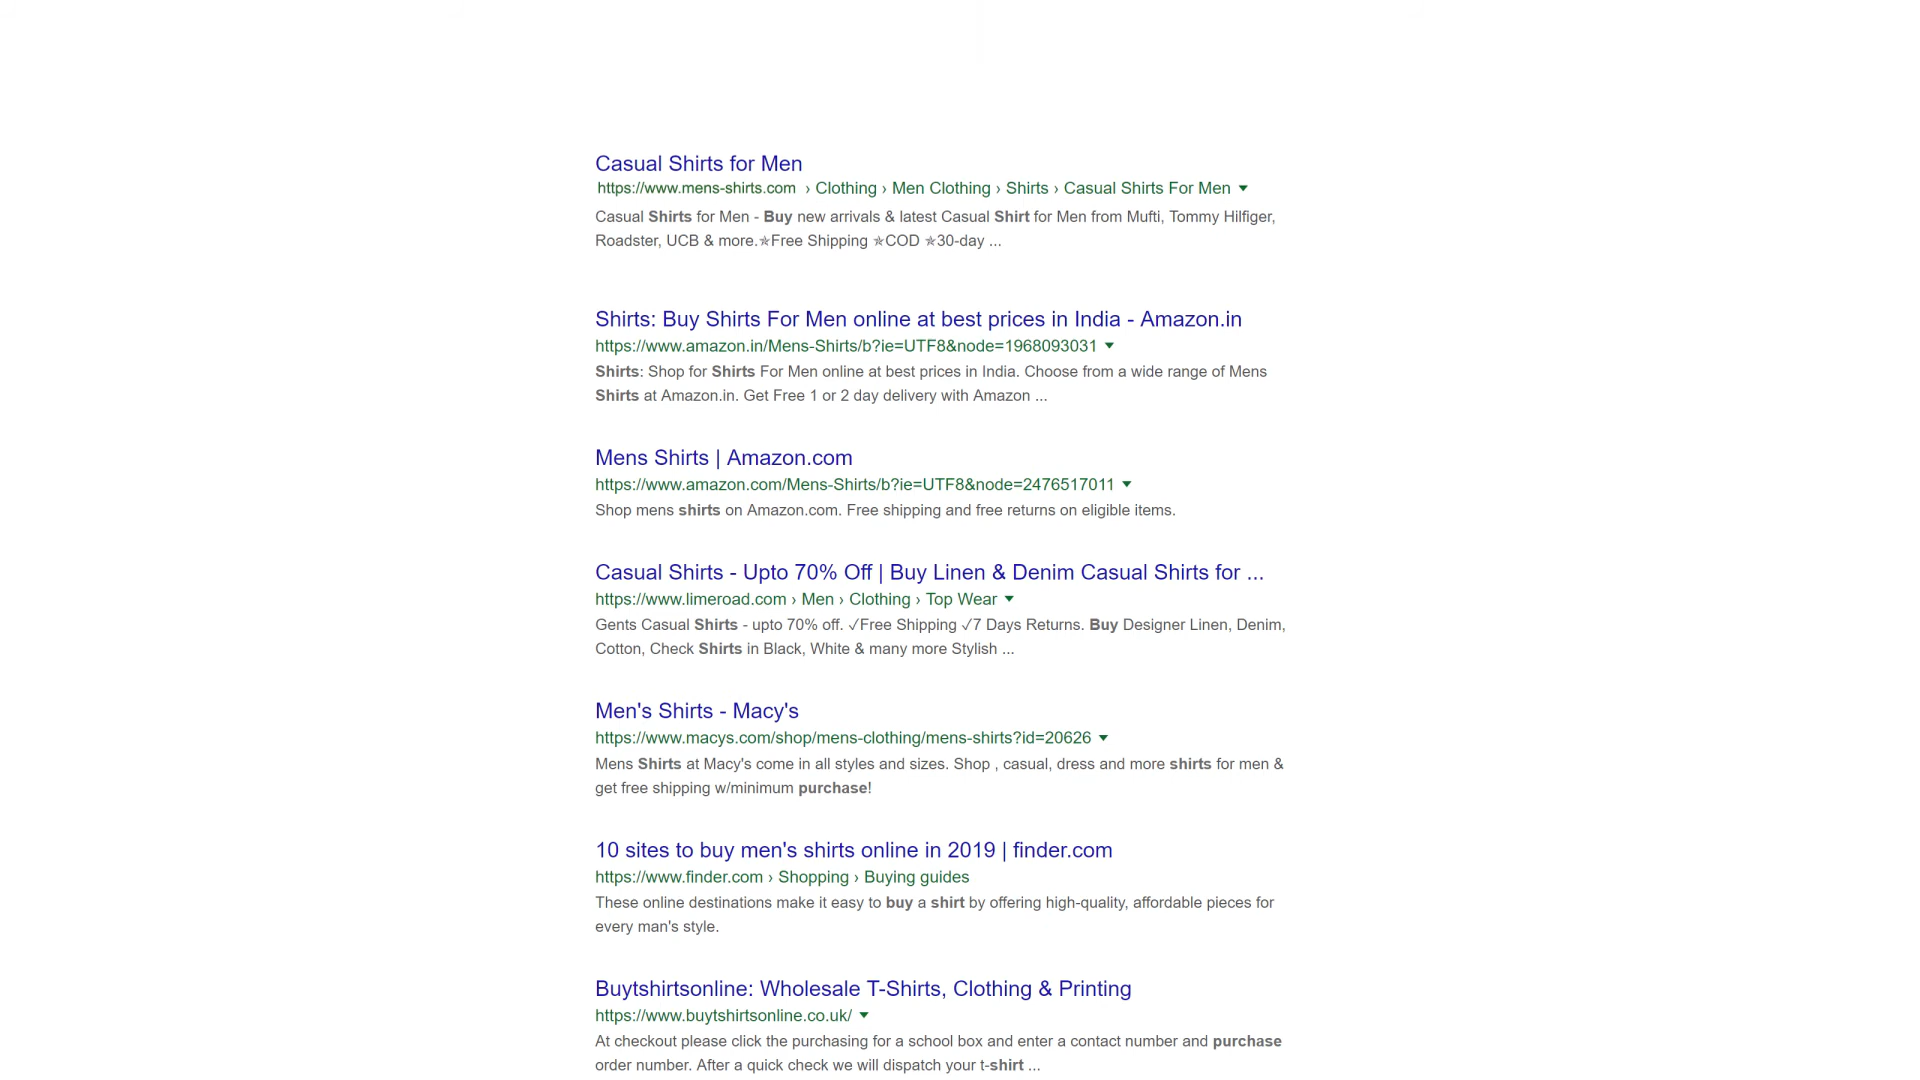 Casual Shirts for Men
https://www.mens-shirts.com › Clothing › Men Clothing › Shirts › Casual Shirts For Men
Casual Shirts for Men - Buy new arrivals & latest Casual Shirt for Men from Mufti, Tommy Hilfiger,
Roadster, UCB & more.✯Free Shipping ✯COD ✯30-day ...
Shirts: Buy Shirts For Men online at best prices in India - Amazon.in
https://www.amazon.in/Mens-Shirts/b?ie=UTF8&node=1968093031
Shirts: Shop for Shirts For Men online at best prices in India. Choose from a wide range of Mens
Shirts at Amazon.in. Get Free 1 or 2 day delivery with Amazon ...
Mens Shirts | Amazon.com
https://www.amazon.com/Mens-Shirts/b?ie=UTF8&node=2476517011
Shop mens shirts on Amazon.com. Free shipping and free returns on eligible items.
Casual Shirts - Upto 70% Off | Buy Linen & Denim Casual Shirts for ...
https://www.limeroad.com › Men › Clothing › Top Wear
Gents Casual Shirts - upto 70% off. ✓Free Shipping ✓7 Days Returns. Buy Designer Linen, Denim,
Cotton, Check Shirts in Black, White & many more Stylish ...
Men's Shirts - Macy's
https://www.macys.com/shop/mens-clothing/mens-shirts?id=20626
Mens Shirts at Macy's come in all styles and sizes. Shop , casual, dress and more shirts for men &
get free shipping w/minimum purchase!
10 sites to buy men's shirts online in 2019 | finder.com
https://www.finder.com › Shopping › Buying guides
These online destinations make it easy to buy a shirt by offering high-quality, affordable pieces for
every man's style.
Buytshirtsonline: Wholesale T-Shirts, Clothing & Printing
https://www.buytshirtsonline.co.uk/
At checkout please click the purchasing for a school box and enter a contact number and purchase
order number. After a quick check we will dispatch your t-shirt ...